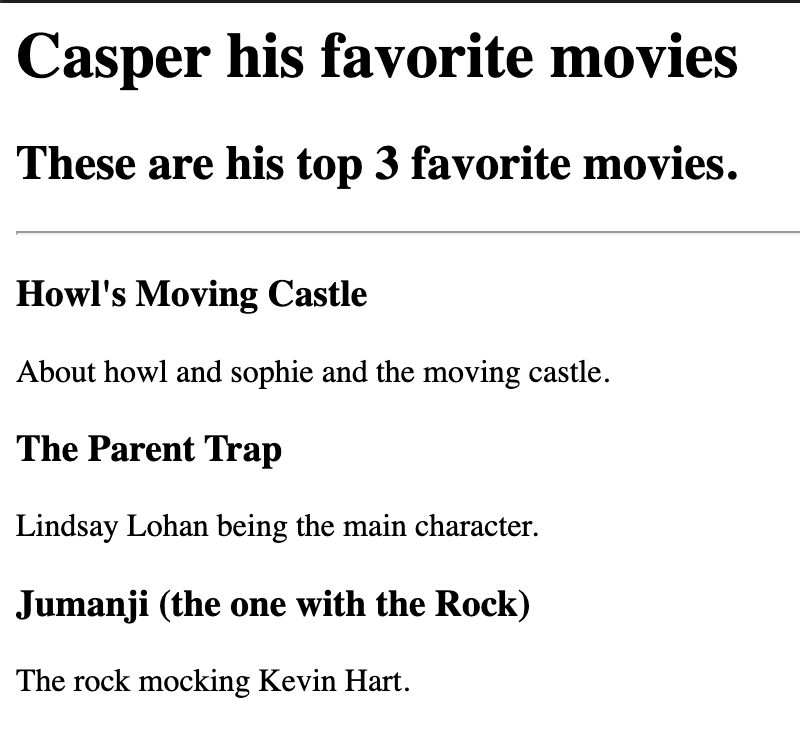 Casper his favorite movies
These are his top 3 favorite movies.
Howl's Moving Castle
About howl and sophie and the moving castle.
The Parent Trap
Lindsay Lohan being the main character.
Jumanji (the one with the Rock)
The rock mocking Kevin Hart.